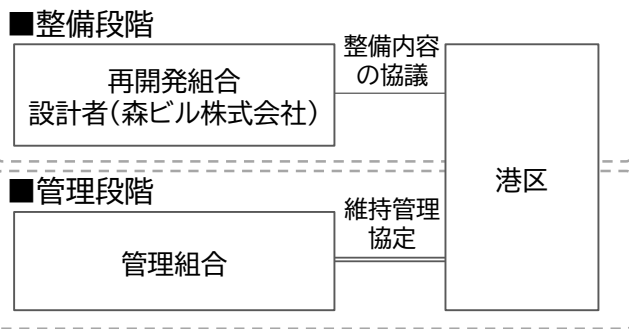 ■整備段階
再開発組合
設計者(森ビル株式会社)
整備内容
の協議
港区
■管理段階
管理組合
維持管理
協定